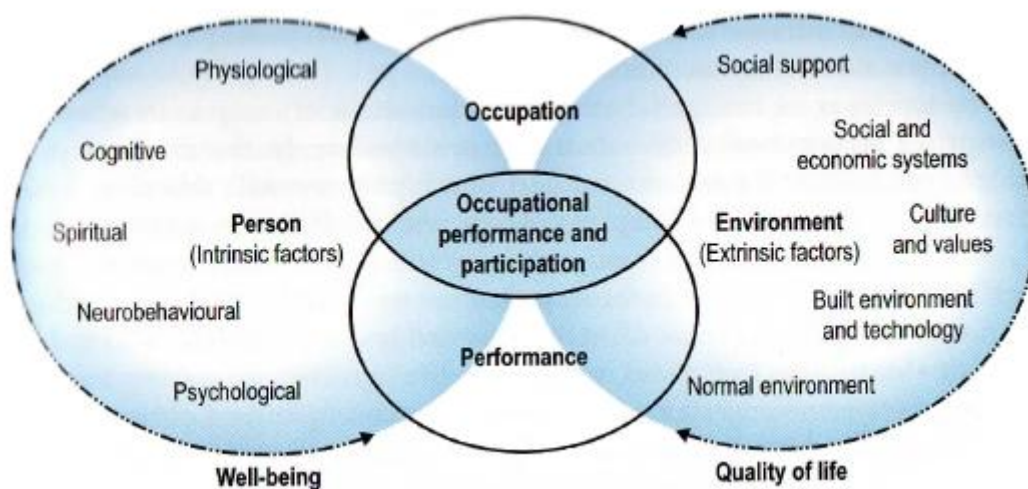 Physiological
Cognitive
Spiritual
Person
(Intrinsic factors)
Neurobehavioural
Psychological
Well-being
Occupation
Occupational
performance and
participation
Performance
Social support
Social and
economic systems
Environment
(Extrinsic factors)
Culture
and values
Built environment
and technology
Normal environment
Quality of life